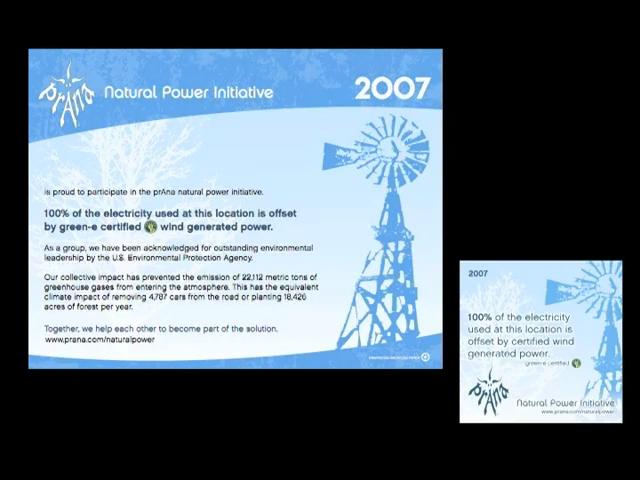 prAna Natural Power Initiative 2007
is proud to participate in the prAna natural power initiative.
100% of the electricity used at this location is offset
by green-e certified wind generated power.
As a group, we have been acknowledged for outstanding environmental
leadership by the U.S. Environmental Protection Agency.
Our collective impact has prevented the emission of 22,112 metric tons of
greenhouse gases from entering the atmosphere. This has the equivalent
climate impact of removing 4,787 cars from the road or planting 18,426
acres of forest per year.
Together, we help each other to become part of the solution.
www.prana.com/naturalpower
2007
100% of the electricity
used at this location is
offset by certified wind
generated power.
green-e certified
prAna
Natural Power Initiative
www.prana.com/naturalpower